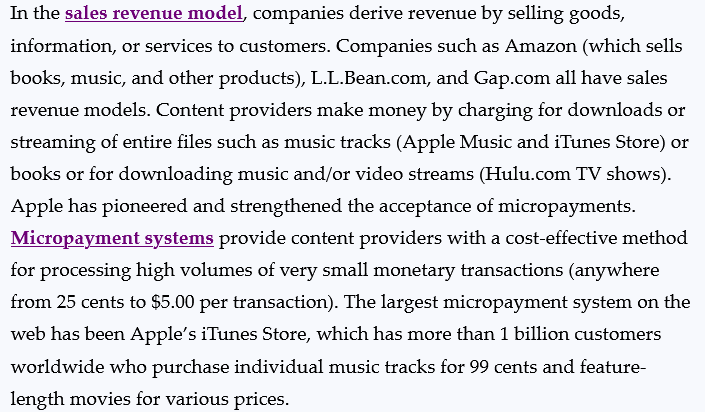 In the sales revenue model, companies derive revenue by selling goods,
information, or services to customers. Companies such as Amazon (which sells
books, music, and other products), L.L.Bean.com, and Gap.com all have sales
revenue models. Content providers make money by charging for downloads or
streaming of entire files such as music tracks (Apple Music and iTunes Store) or
books or for downloading music and/or video streams (Hulu.com TV shows).
Apple has pioneered and strengthened the acceptance of micropayments.
Micropayment systems provide content providers with a cost-effective method
for processing high volumes of very small monetary transactions (anywhere
from 25 cents to $5.00 per transaction). The largest micropayment system on the
web has been Apple’s iTunes Store, which has more than 1 billion customers
worldwide who purchase individual music tracks for 99 cents and feature-
length movies for various prices.